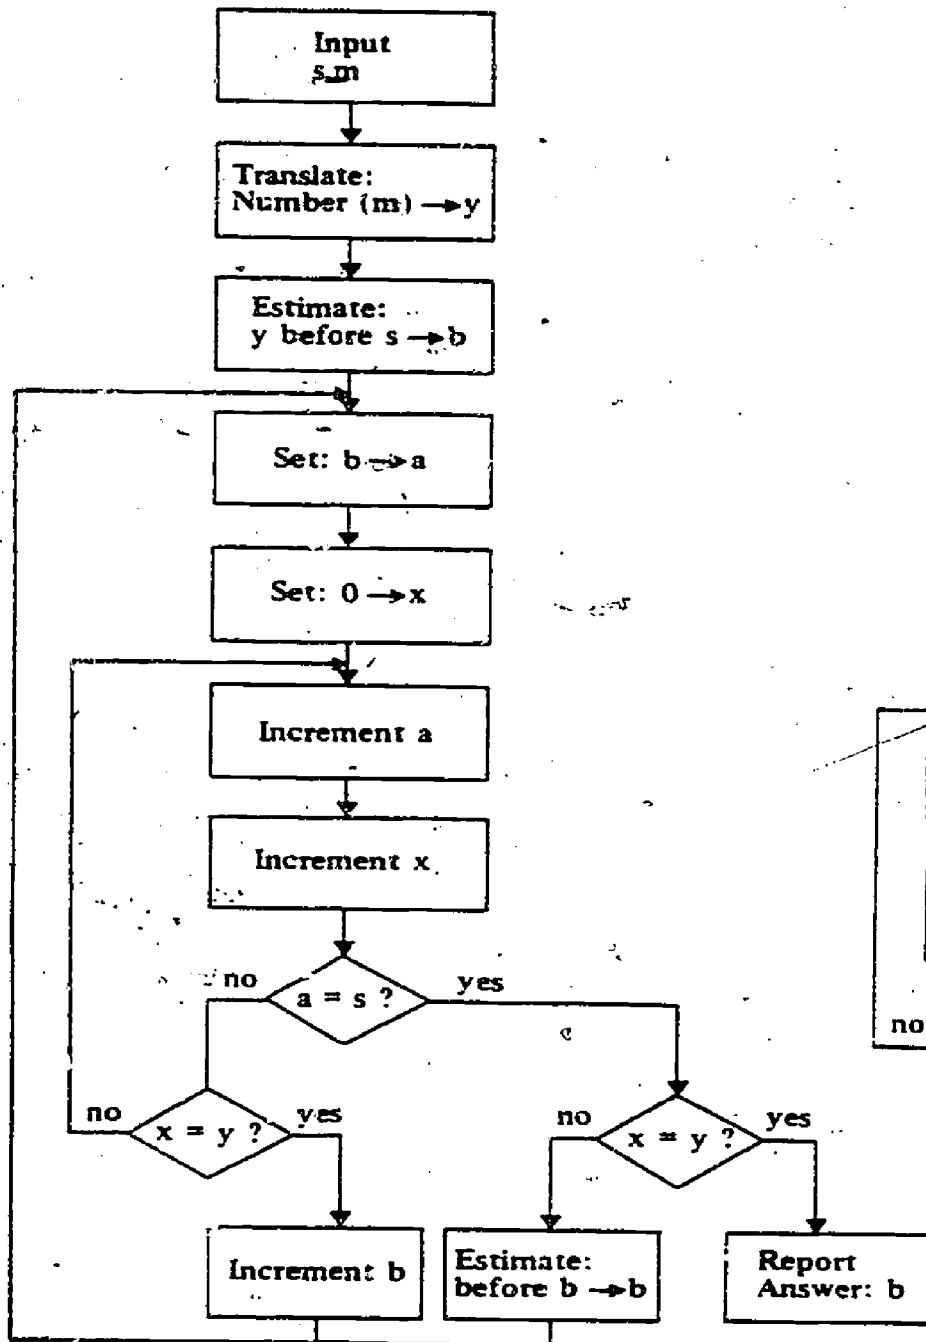 Input
s,m
Translate:
Number (m) → y
Estimate:
y before s → b
Set: b → a
Set: 0 → x
Increment a
Increment x
no
a = s ?
yes
no
x = y ?
yes
no
x = y ?
yes
Increment b
Estimate:
before b → b
Report
Answer: b
no